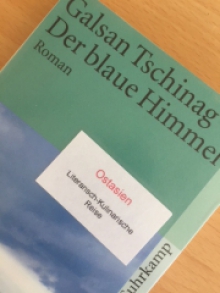 Galsan Tschinag
Der blaue Himmel
Roman
Ostasien
Literarisch-Kulinarische
Reise
Suhrkamp